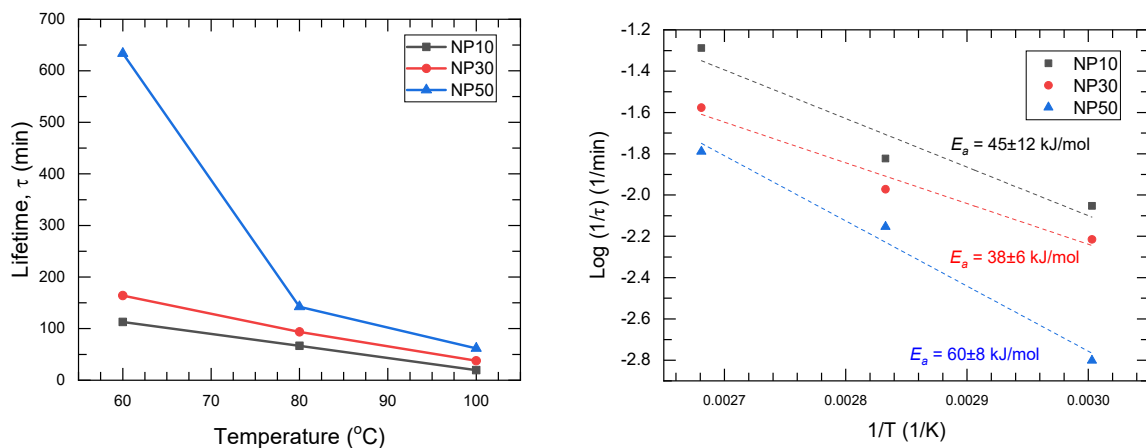 700
600
500
400
300
200
100
0
60
70
80
90
100
Lifetime, τ (min)
Temperature (°C)
NP10
NP30
NP50
-1.2
-1.4
-1.6
-1.8
-2.0
-2.2
-2.4
-2.6
-2.8
0.0027
0.0028
0.0029
0.0030
Log (1/τ) (1/min)
1/T (1/K)
NP10
NP30
NP50
Ea = 45±12 kJ/mol
Ea = 38±6 kJ/mol
Ea = 60±8 kJ/mol